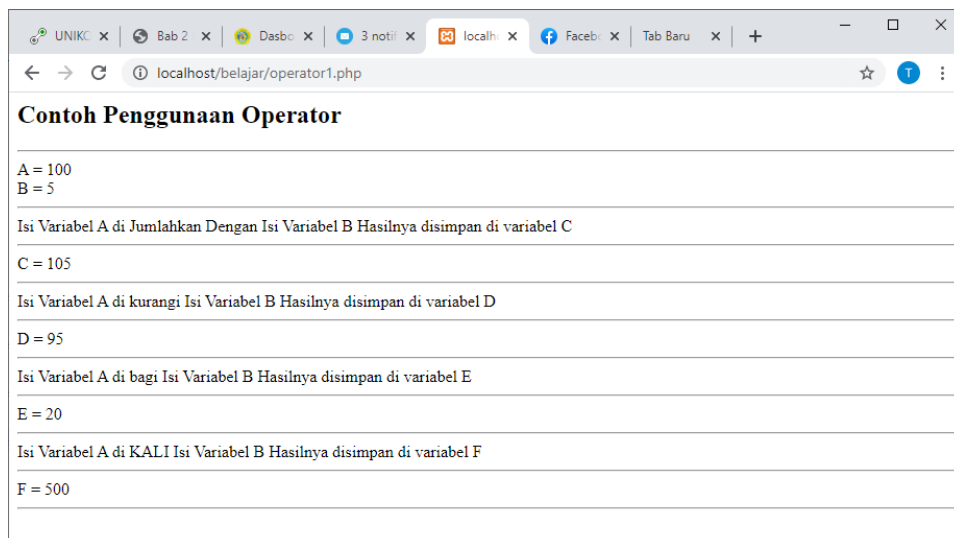 UNIKC Bab 2 Dasbo 3 notif localh Facebo Tab Baru
localhost/belajar/operator1.php T
Contoh Penggunaan Operator
A = 100
B = 5
Isi Variabel A di Jumlahkan Dengan Isi Variabel B Hasilnya disimpan di variabel C
C = 105
Isi Variabel A di kurangi Isi Variabel B Hasilnya disimpan di variabel D
D = 95
Isi Variabel A di bagi Isi Variabel B Hasilnya disimpan di variabel E
E = 20
Isi Variabel A di KALI Isi Variabel B Hasilnya disimpan di variabel F
F = 500